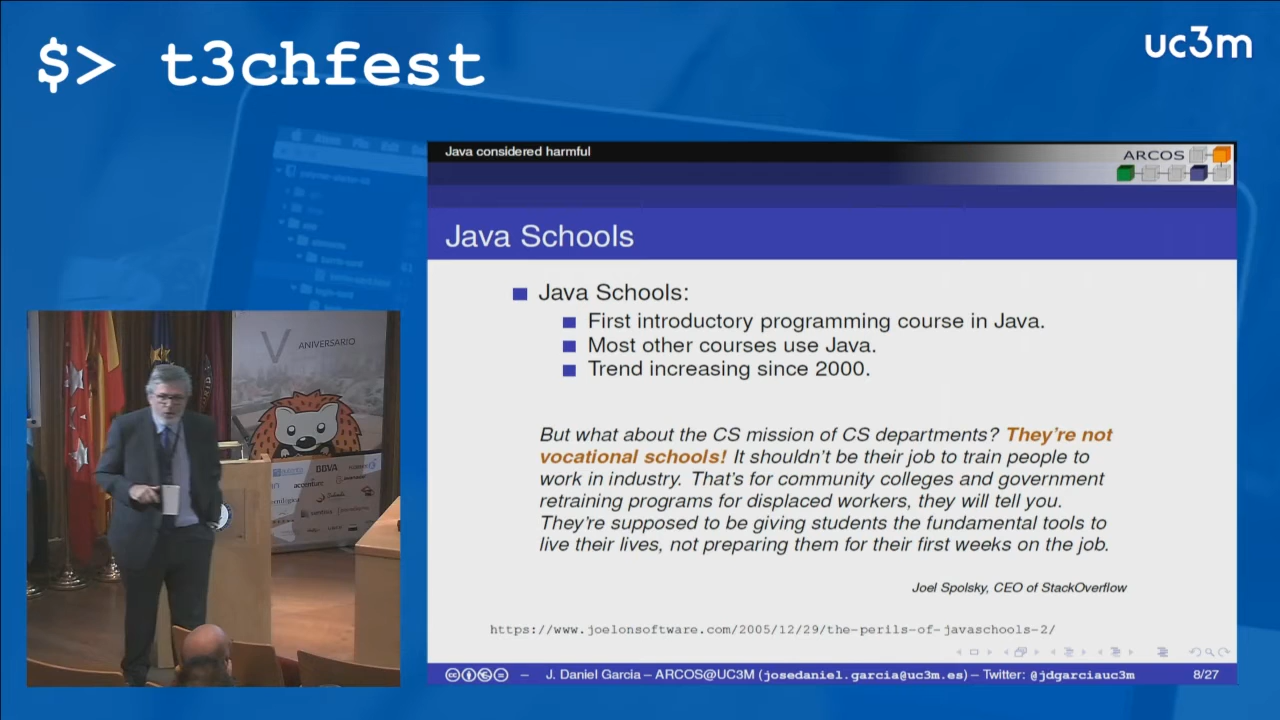 $> t3chfest
uc3m
Java considered harmful
ARCOS
Java Schools
Java Schools:
First introductory programming course in Java.
Most other courses use Java.
Trend increasing since 2000.
But what about the CS mission of CS departments? They're not
vocational schools! It shouldn't be their job to train people to
work in industry. That's for community colleges and government
retraining programs for displaced workers, they will tell you.
They're supposed to be giving students the fundamental tools to
live their lives, not preparing them for their first weeks on the job.
Joel Spolsky, CEO of StackOverflow
https://www.joelonsoftware.com/2005/12/29/the-perils-of-javaschools-2/
– J. Daniel Garcia – ARCOS@UC3M (josedaniel.garcia@uc3m.es) – Twitter: @jdgarciauc3m
8/27
V ANIVERSARIO
BBVA
accenture